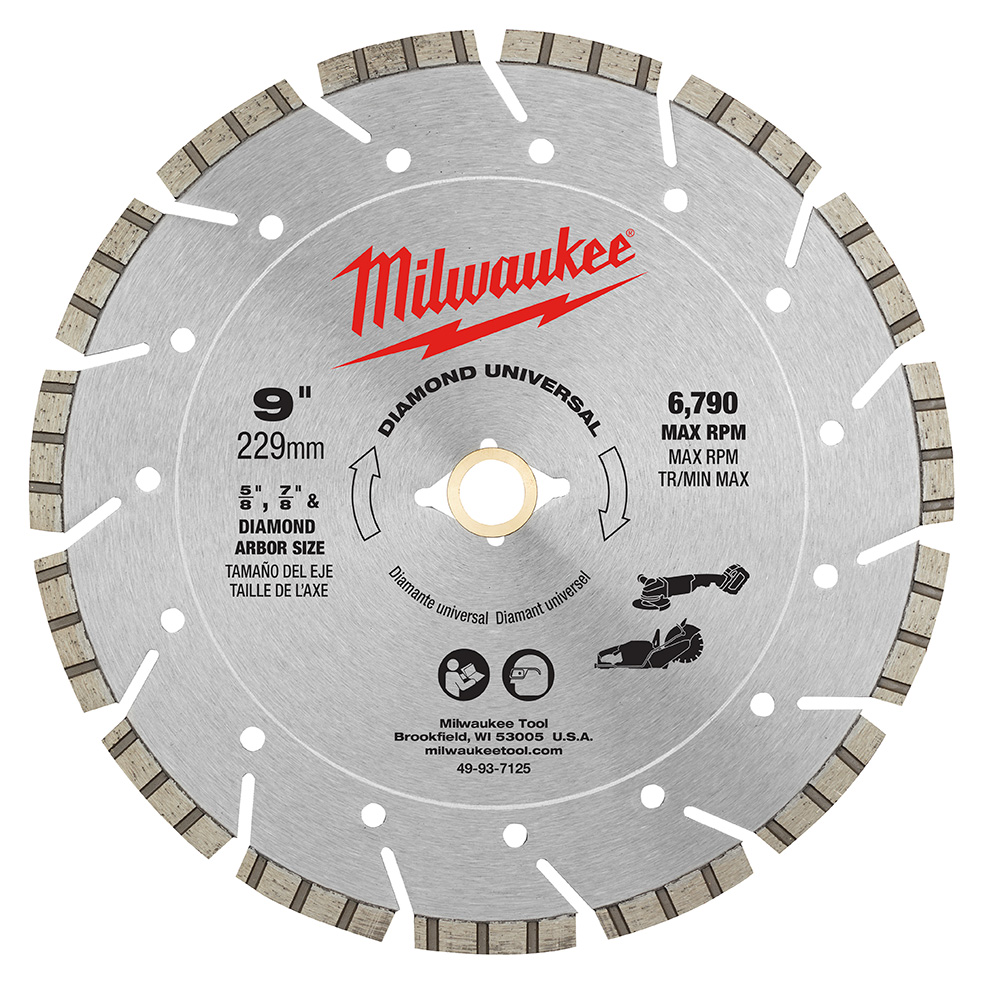 Milwaukee®
DIAMOND UNIVERSAL
9"
229mm
5/8", 7/8" &
DIAMOND
ARBOR SIZE
TAMAÑO DEL EJE
TAILLE DE L'AXE
6,790
MAX RPM
MAX RPM
TR/MIN MAX
Diamante universal Diamant universel
Milwaukee Tool
Brookfield, WI 53005 U.S.A.
milwaukeetool.com
49-93-7125